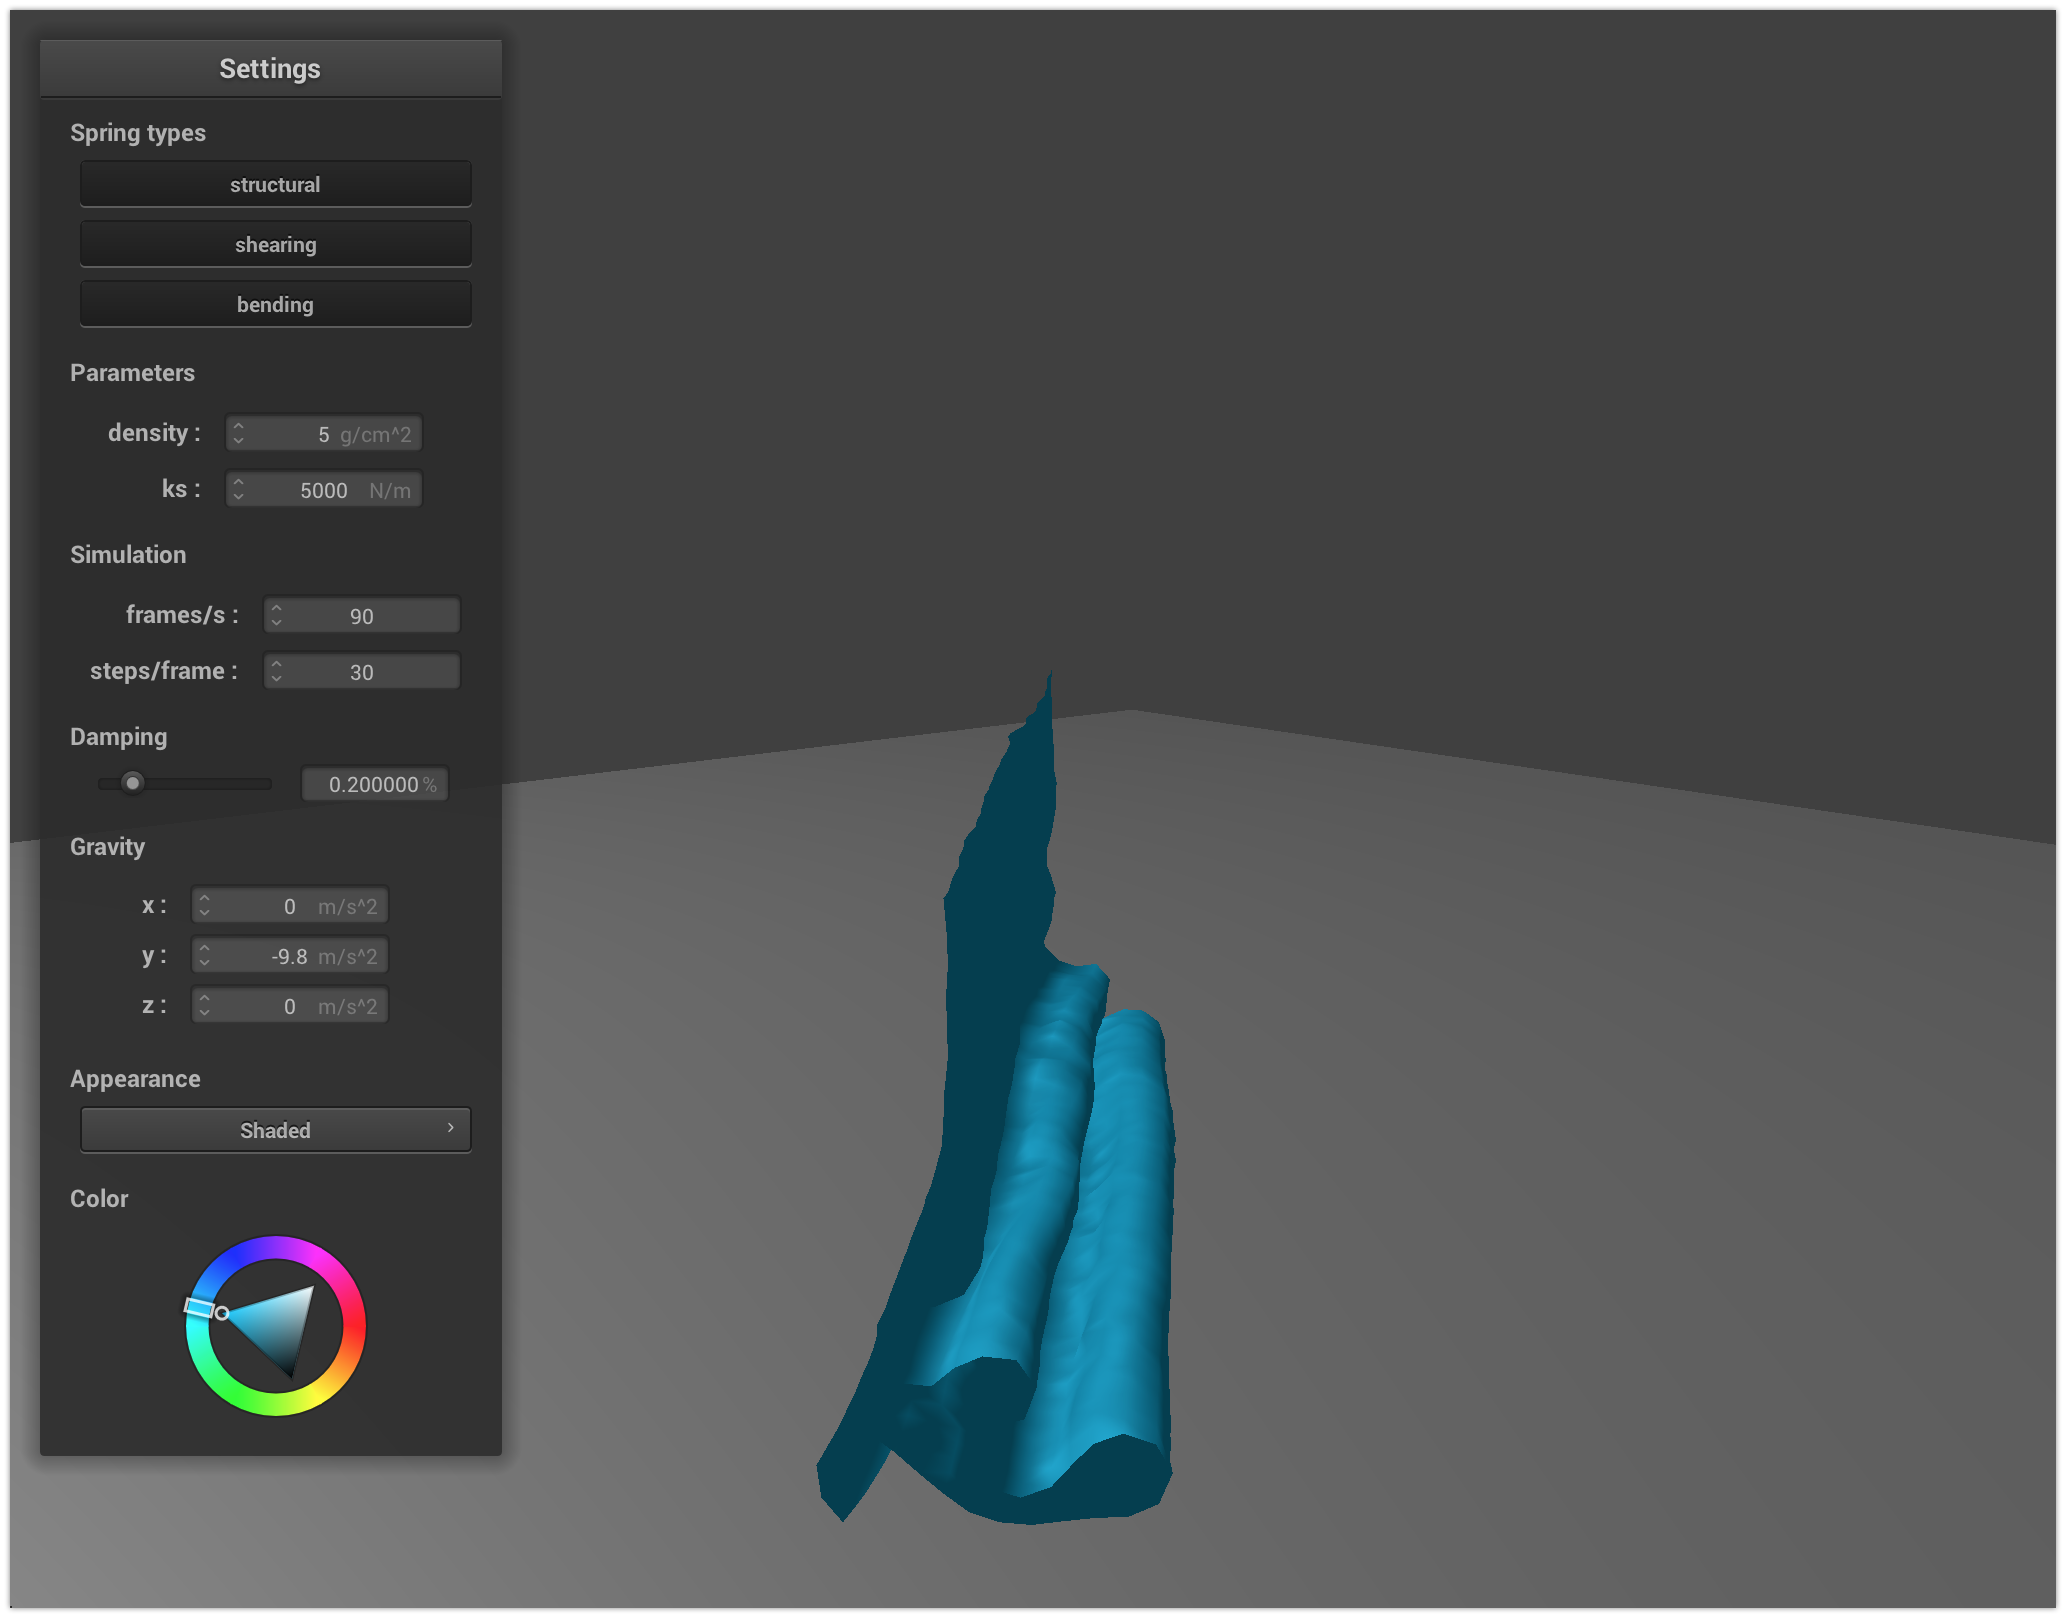 Settings
Spring types
structural
shearing
bending
Parameters
density : 5 g/cm^2
ks : 5000 N/m
Simulation
frames/s : 90
steps/frame : 30
Damping
0.200000 %
Gravity
x : 0 m/s^2
y : -9.8 m/s^2
z : 0 m/s^2
Appearance
Shaded
Color